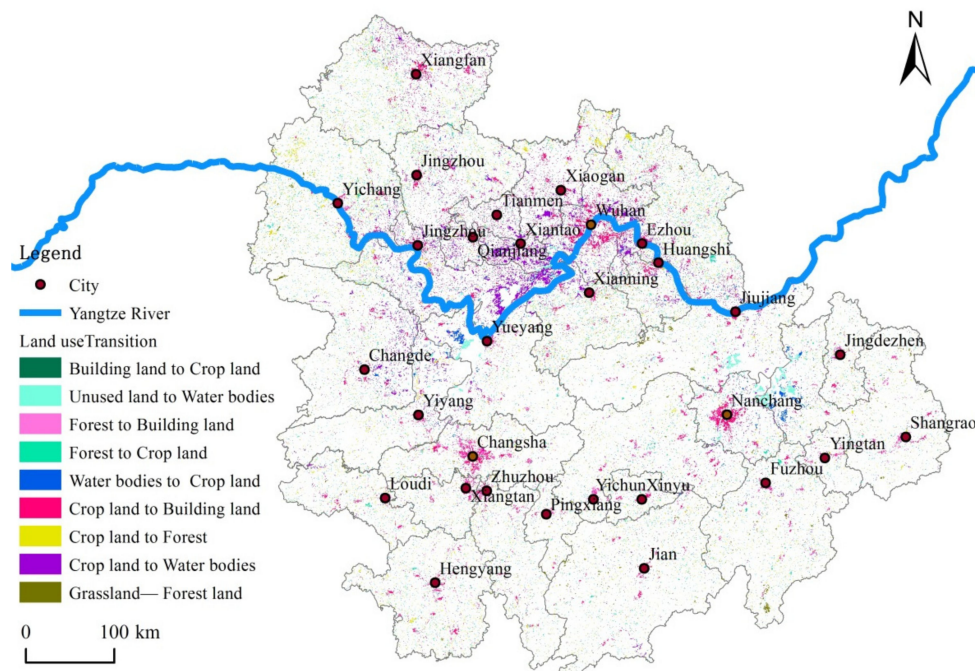 N
Xiangfan
Jingzhou
Xiaogan
Yichang
Tianmen
Wuhan
Jingzhou
Xiantao
Ezhou
Qianjiang
Huangshi
Xianning
Jiujiang
Yueyang
Jingdezhen
Changde
Yiyang
Nanchang
Shangrao
Changsha
Yingtan
Fuzhou
Loudi
Zhuzhou
Xiangtan
YichunXinyu
Pingxiang
Jian
Hengyang
Legend
City
Yangtze River
Land useTransition
Building land to Crop land
Unused land to Water bodies
Forest to Building land
Forest to Crop land
Water bodies to Crop land
Crop land to Building land
Crop land to Forest
Crop land to Water bodies
Grassland— Forest land
0 100 km